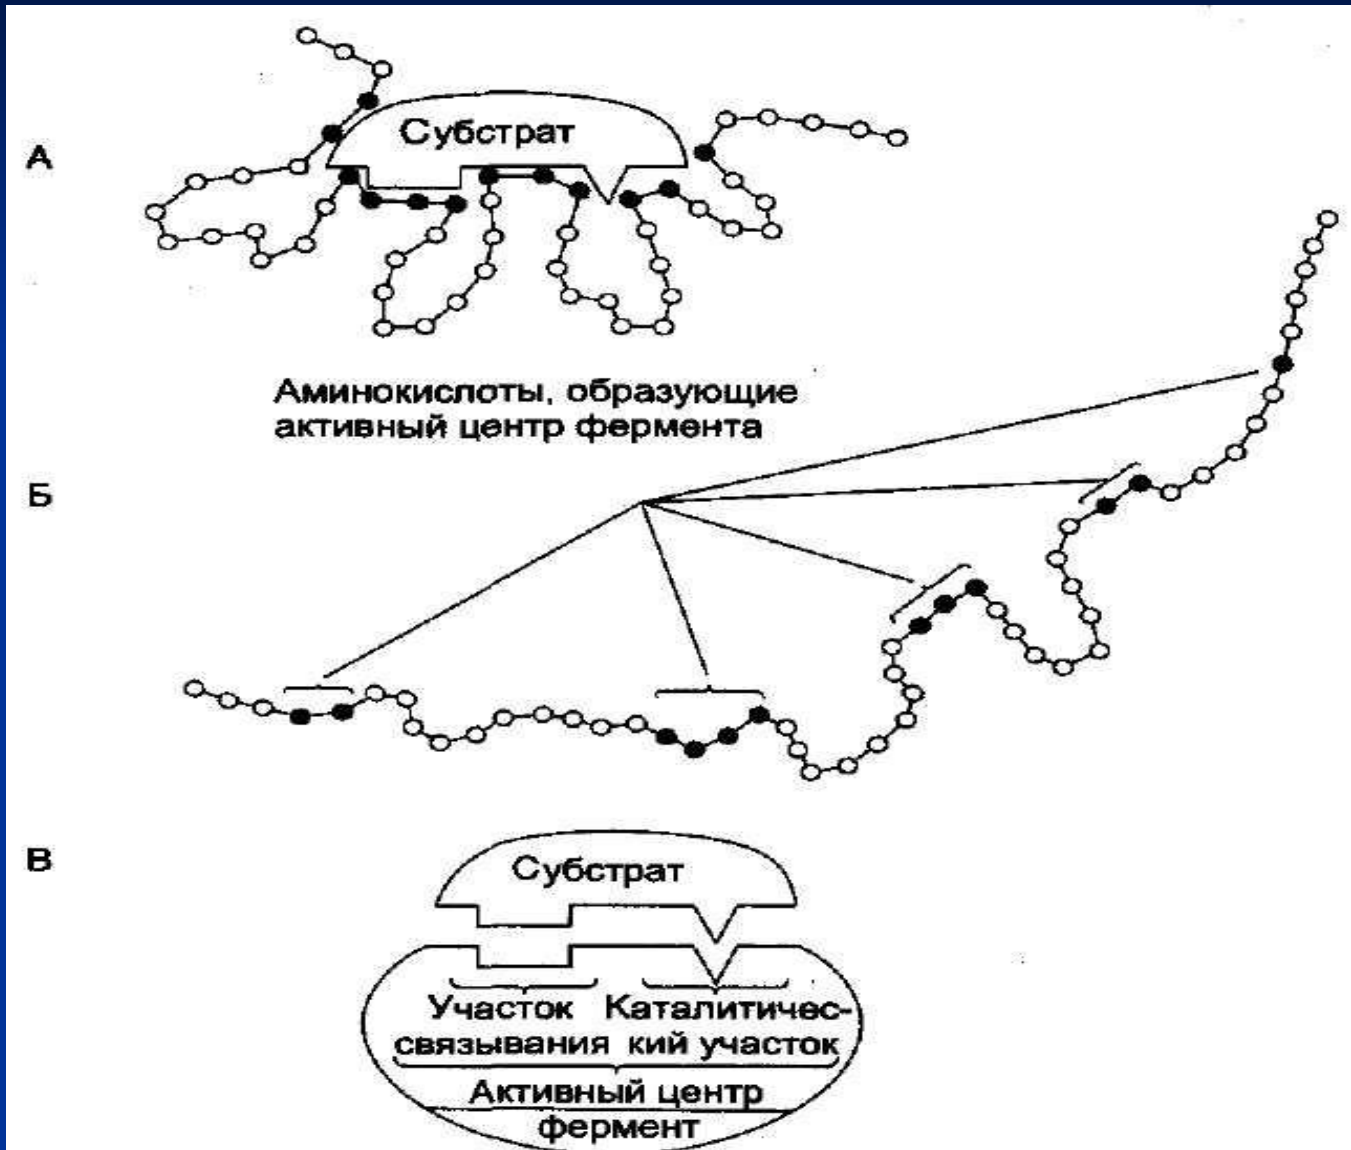 А
Субстрат
Аминокислоты, образующие
активный центр фермента
Б
В
Субстрат
Участок Каталитичес-
связывания кий участок
Активный центр
фермент